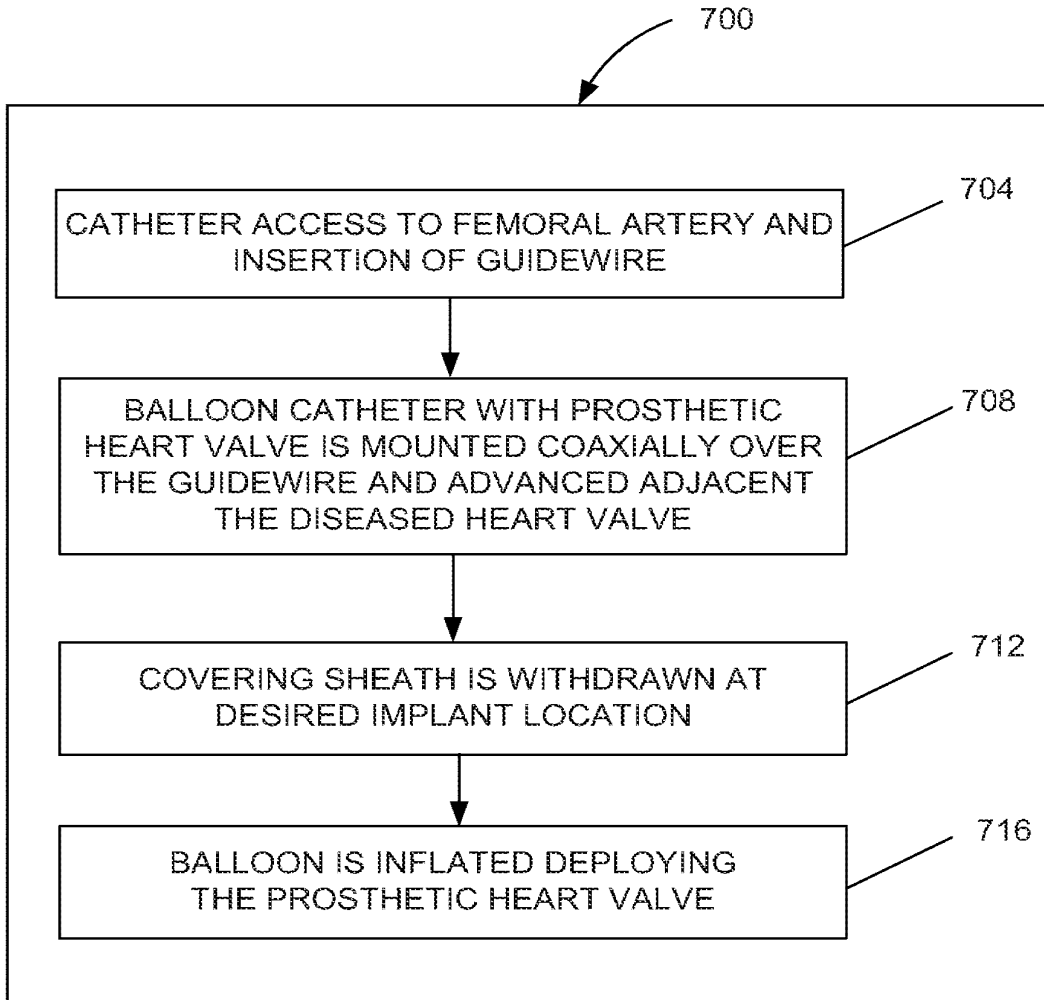 700
704
CATHETER ACCESS TO FEMORAL ARTERY AND
INSERTION OF GUIDEWIRE
708
BALLOON CATHETER WITH PROSTHETIC
HEART VALVE IS MOUNTED COAXIALLY OVER
THE GUIDEWIRE AND ADVANCED ADJACENT
THE DISEASED HEART VALVE
712
COVERING SHEATH IS WITHDRAWN AT
DESIRED IMPLANT LOCATION
716
BALLOON IS INFLATED DEPLOYING
THE PROSTHETIC HEART VALVE